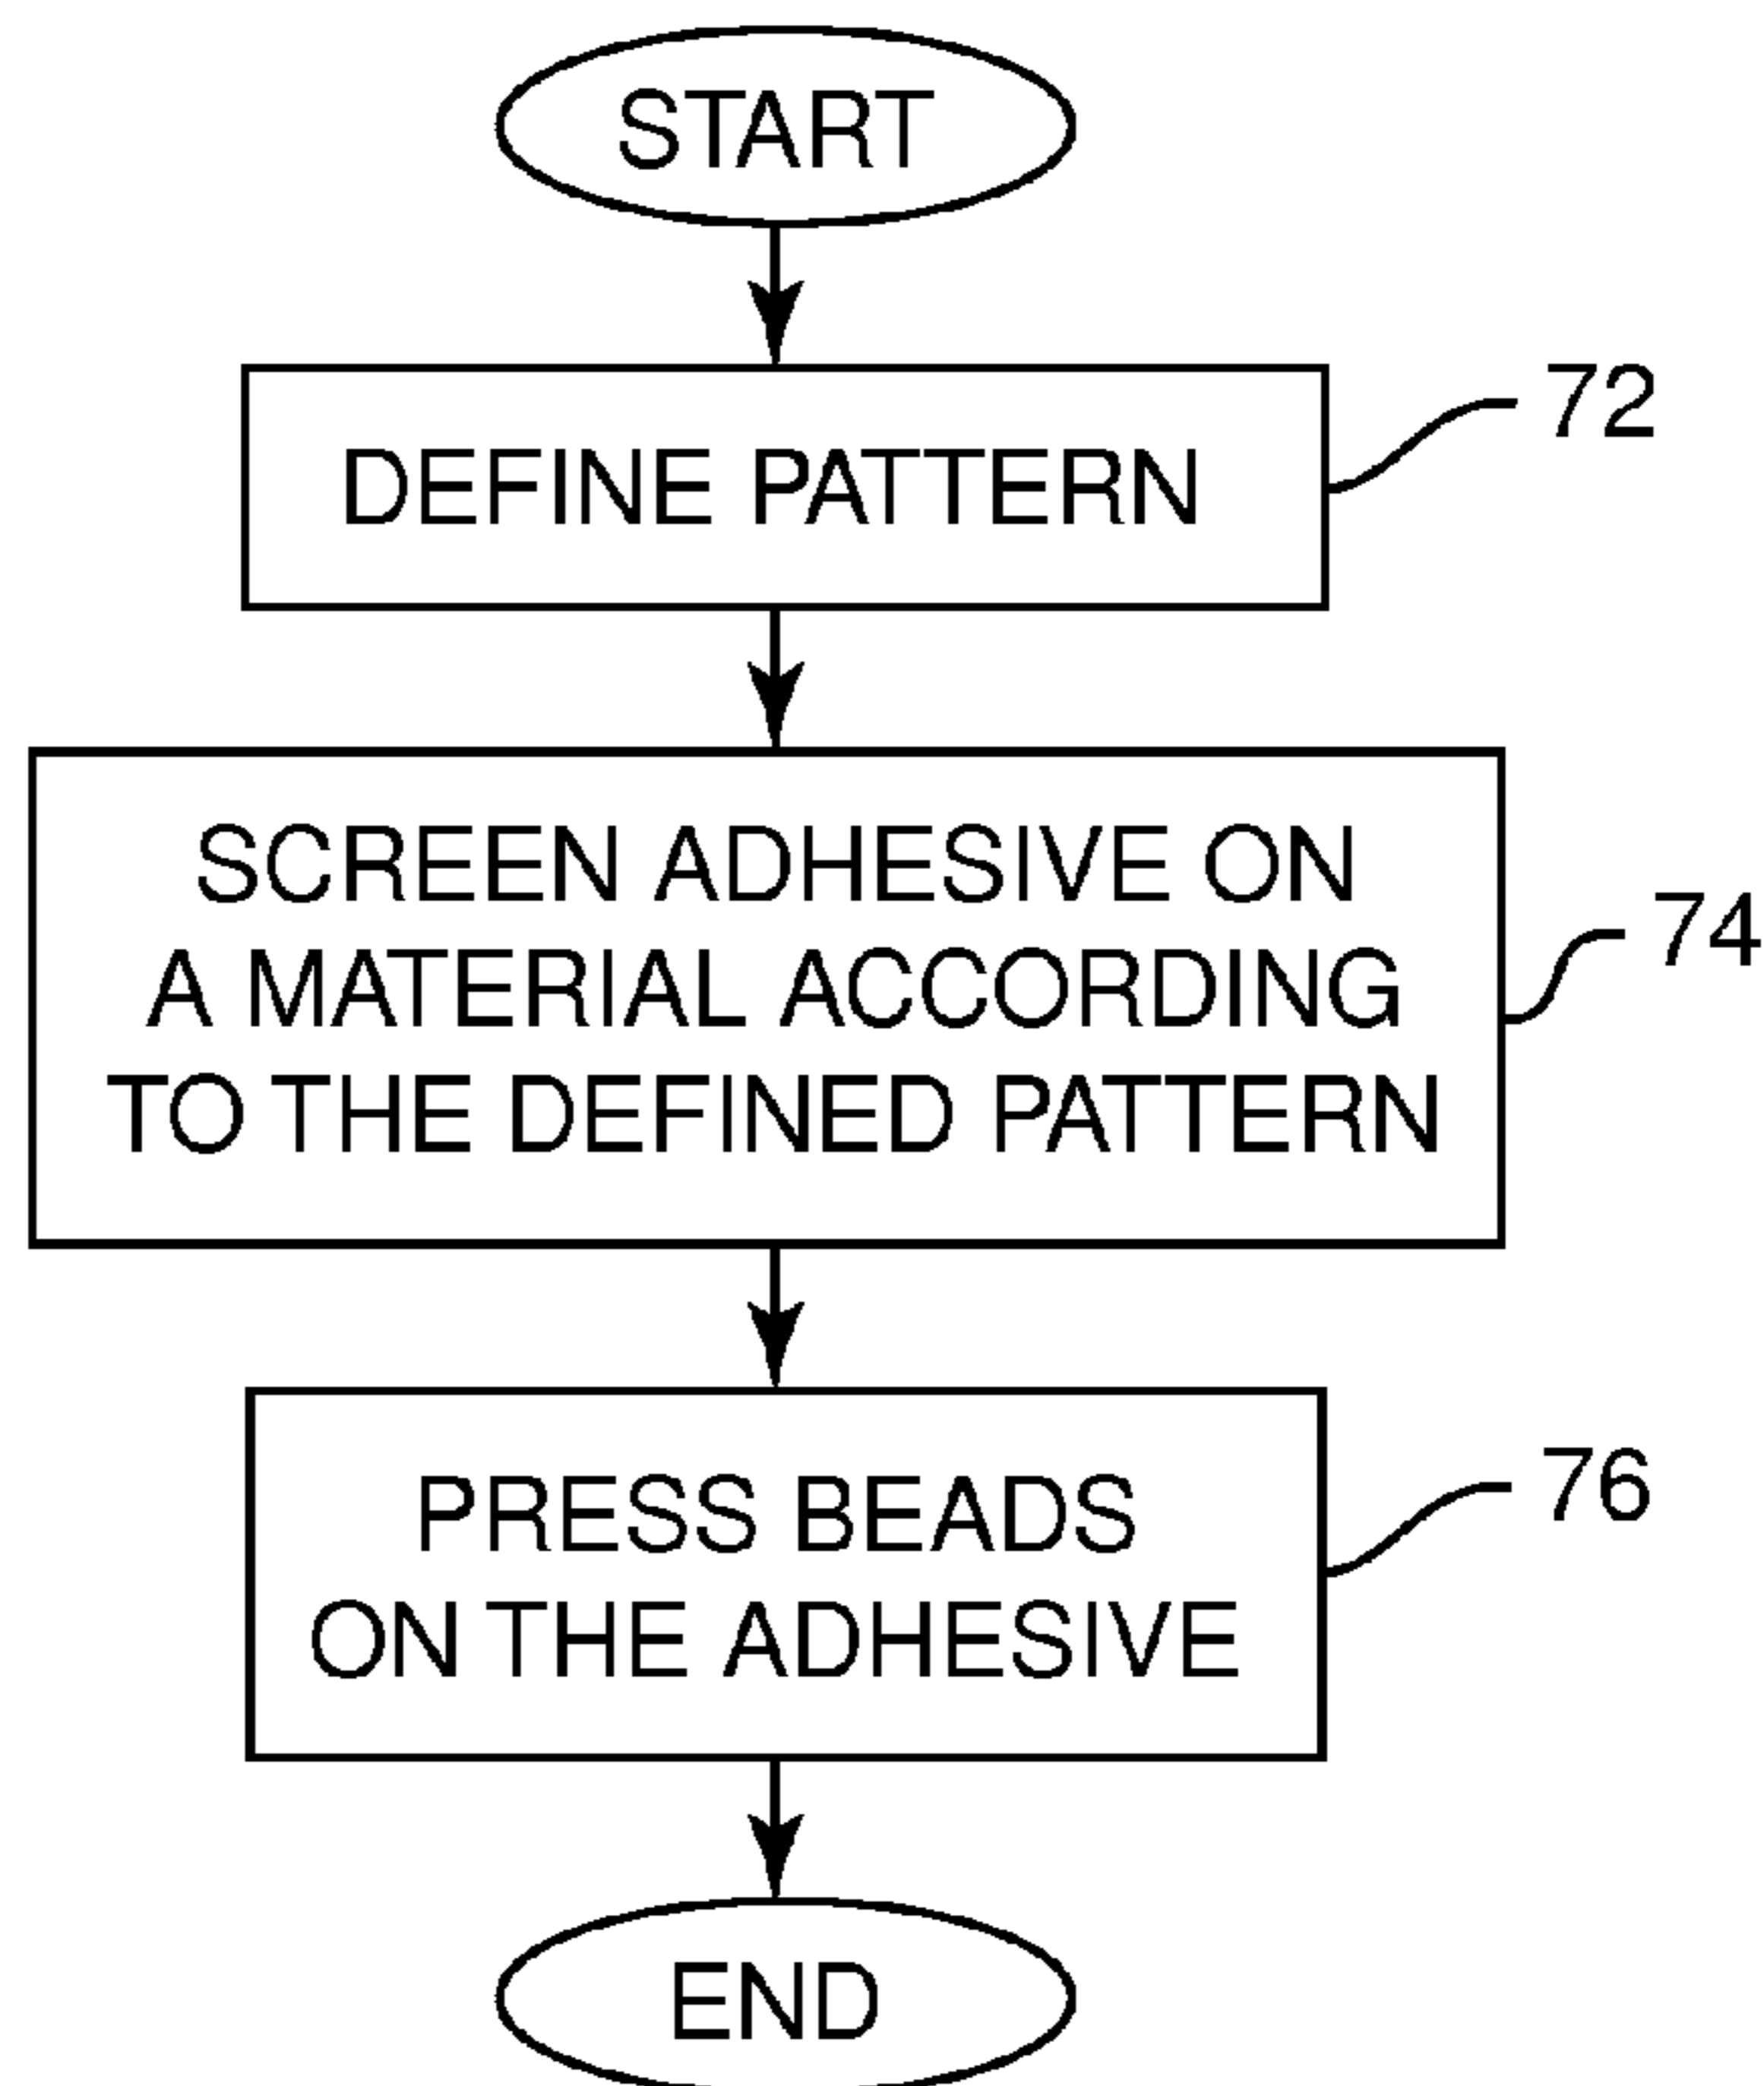 START
DEFINE PATTERN
72
SCREEN ADHESIVE ON
A MATERIAL ACCORDING
TO THE DEFINED PATTERN
74
PRESS BEADS
ON THE ADHESIVE
76
END